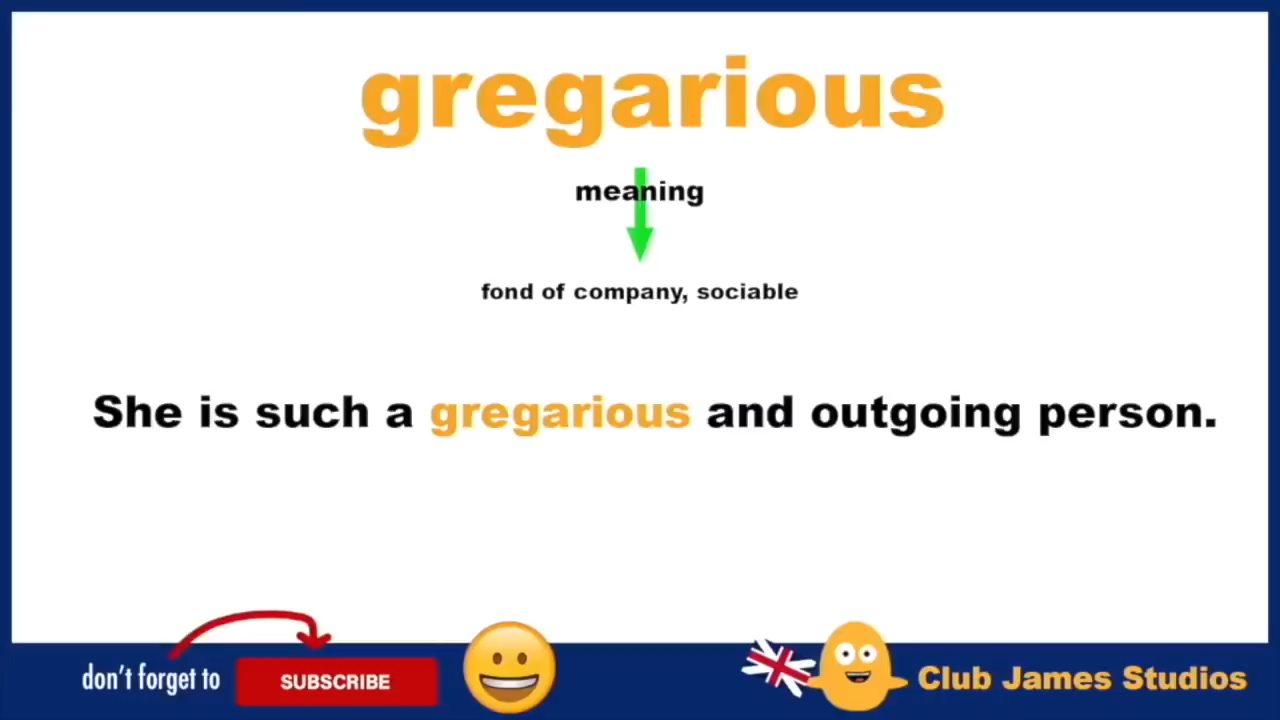 gregarious
meaning
fond of company, sociable
She is such a gregarious and outgoing person.
don't forget to
SUBSCRIBE
Club James Studios